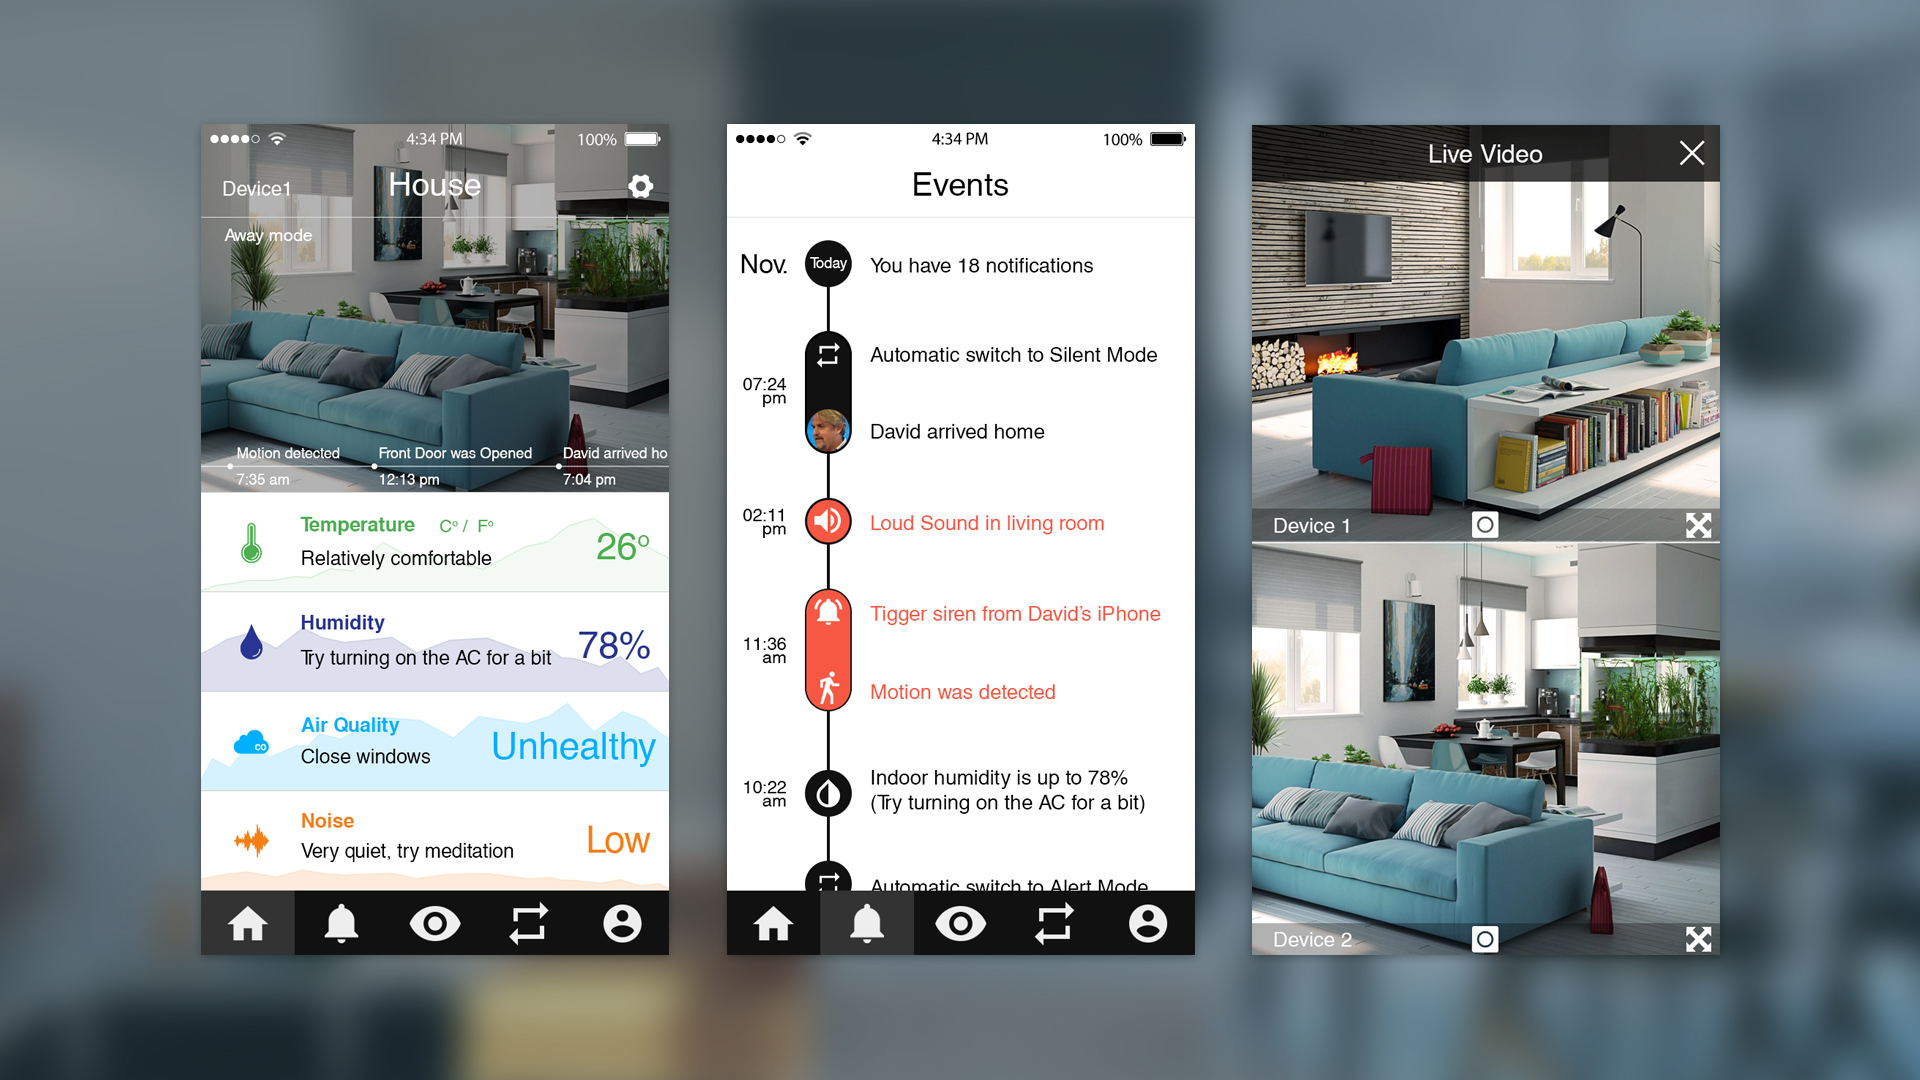 4:34 PM
100%
Device1
House
Away mode
Motion detected
Front Door was Opened
David arrived ho
7:35 am
12:13 pm
7:04 pm
Temperature
Cº / Fº
Relatively comfortable
26º
Humidity
Try turning on the AC for a bit
78%
Air Quality
Close windows
co
Unhealthy
Noise
Very quiet, try meditation
Low
4:34 PM
100%
Events
Nov.
Today
You have 18 notifications
07:24
pm
Automatic switch to Silent Mode
David arrived home
02:11
pm
Loud Sound in living room
11:36
am
Tigger siren from David's iPhone
Motion was detected
10:22
am
Indoor humidity is up to 78%
(Try turning on the AC for a bit)
Automatic switch to Alert Mode
Live Video
Device 1
Device 2